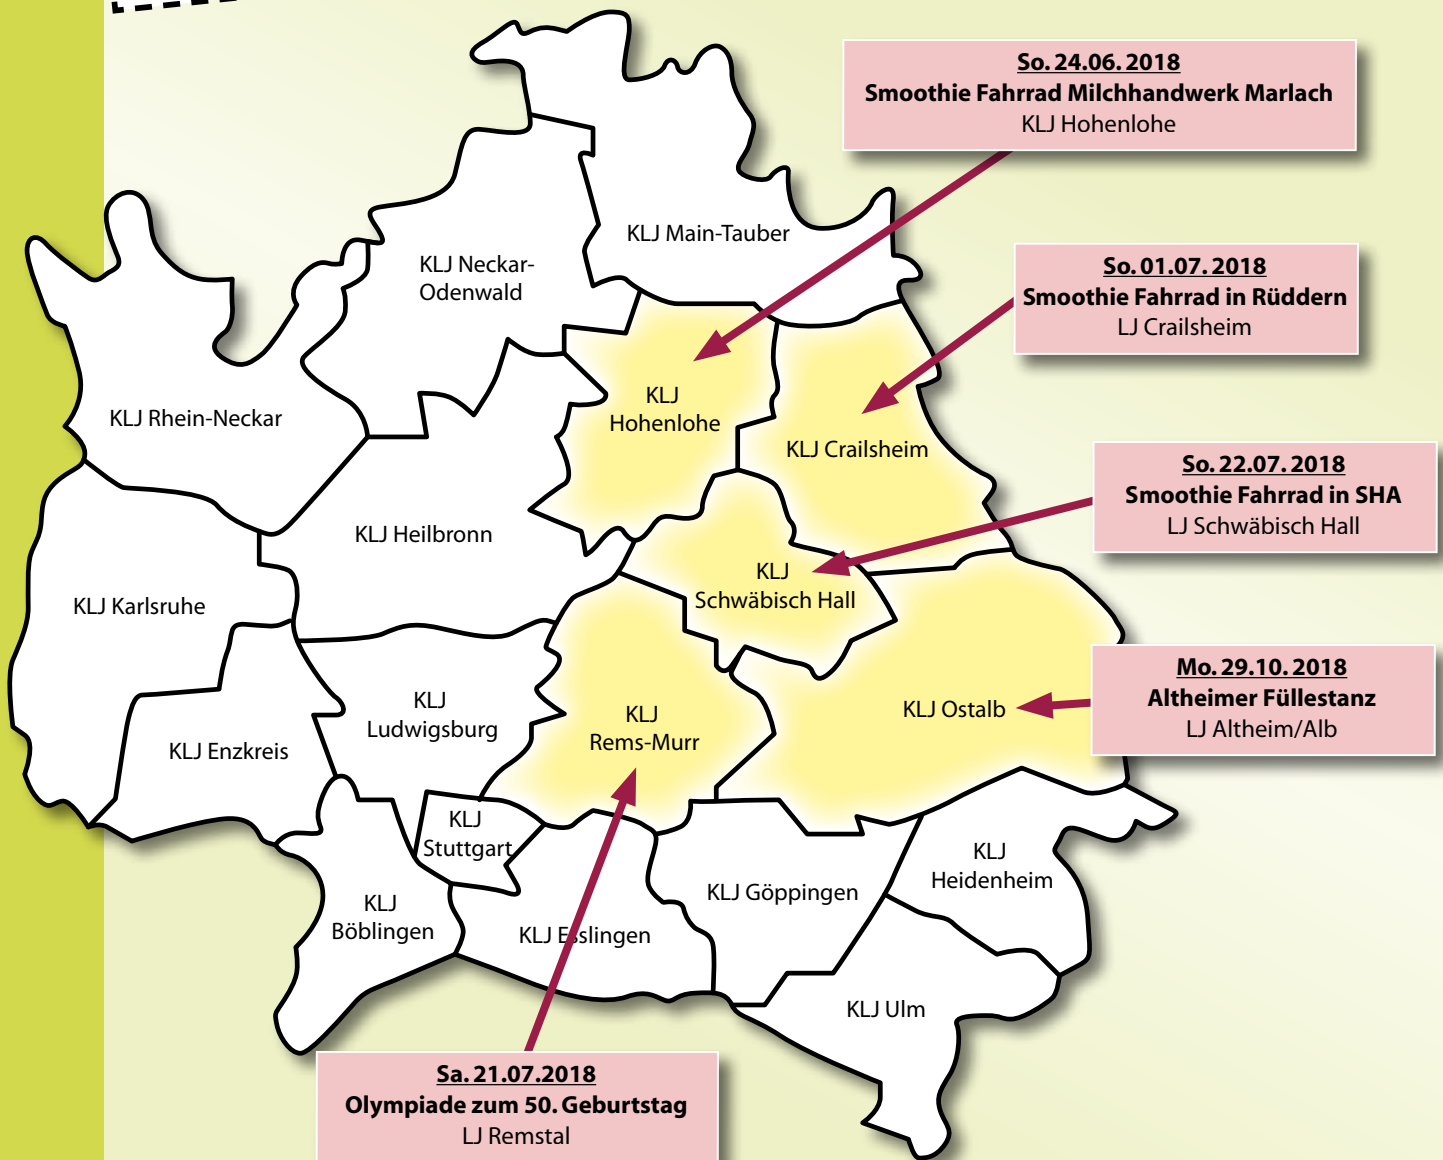 So. 24.06. 2018
Smoothie Fahrrad Milchhandwerk Marlach
KLJ Hohenlohe
KLJ Main-Tauber
KLJ Neckar-
Odenwald
So. 01.07. 2018
Smoothie Fahrrad in Rüddern
LJ Crailsheim
KLJ Rhein-Neckar
KLJ
Hohenlohe
KLJ Crailsheim
So. 22.07. 2018
Smoothie Fahrrad in SHA
LJ Schwäbisch Hall
KLJ Heilbronn
KLJ
Schwäbisch Hall
KLJ Karlsruhe
Mo. 29.10. 2018
Altheimer Füllestanz
LJ Altheim/Alb
KLJ
Ludwigsburg
KLJ
Rems-Murr
KLJ Ostalb
KLJ Enzkreis
KLJ
Stuttgart
KLJ
Heidenheim
KLJ Göppingen
KLJ
Böblingen
KLJ Esslingen
KLJ Ulm
Sa. 21.07.2018
Olympiade zum 50. Geburtstag
LJ Remstal